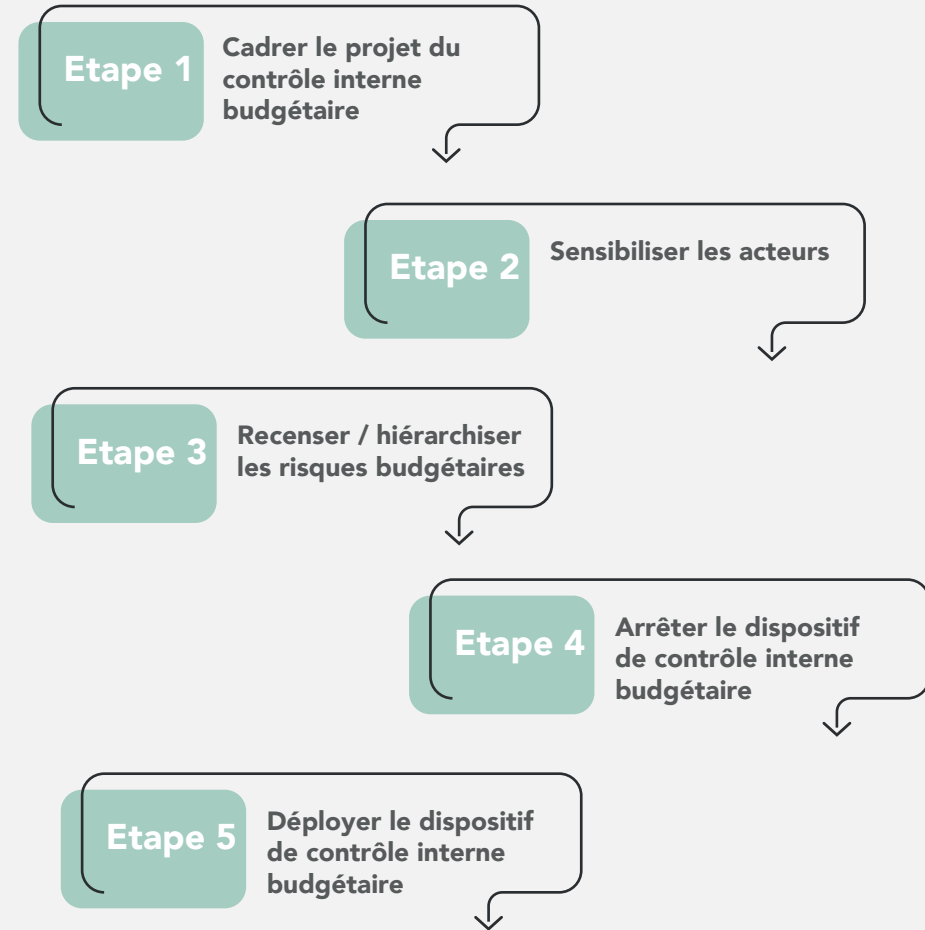 Etape 1
Cadrer le projet du
contrôle interne
budgétaire
Etape 2
Sensibiliser les acteurs
Etape 3
Recenser / hiérarchiser
les risques budgétaires
Etape 4
Arrêter le dispositif
de contrôle interne
budgétaire
Etape 5
Déployer le dispositif
de contrôle interne
budgétaire